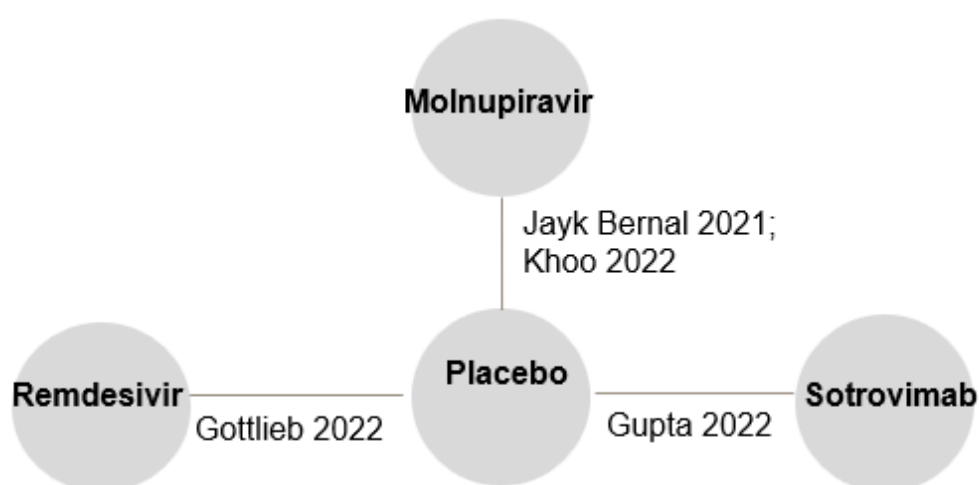 Molnupiravir
Jayk Bernal 2021;
Khoo 2022
Placebo
Remdesivir
Sotrovimab
Gottlieb 2022
Gupta 2022